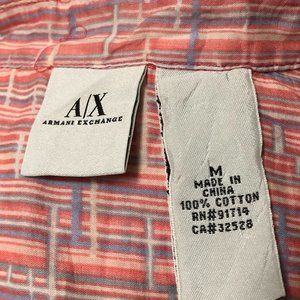 A|X
ARMANI EXCHANGE
M
MADE IN
CHINA
100% COTTON
RN#91714
CA#32528